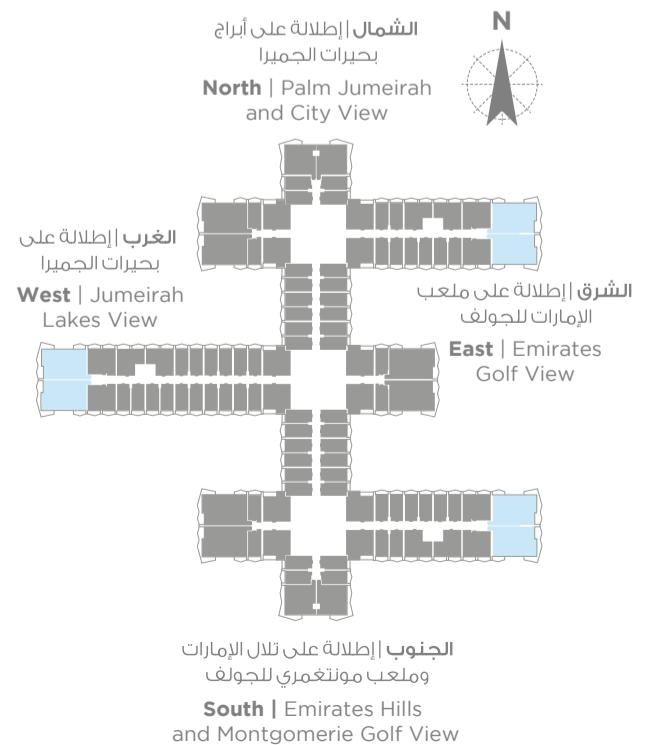 N
الشمال | إطلالة على أبراج
بحيرات الجميرا
North | Palm Jumeirah
and City View
الغرب | إطلالة على
بحيرات الجميرا
West | Jumeirah
Lakes View
الشرق | إطلالة على ملعب
الإمارات للجولف
East | Emirates
Golf View
الجنوب | إطلالة على تلال الإمارات
وملعب مونتغمري للجولف
South | Emirates Hills
and Montgomerie Golf View